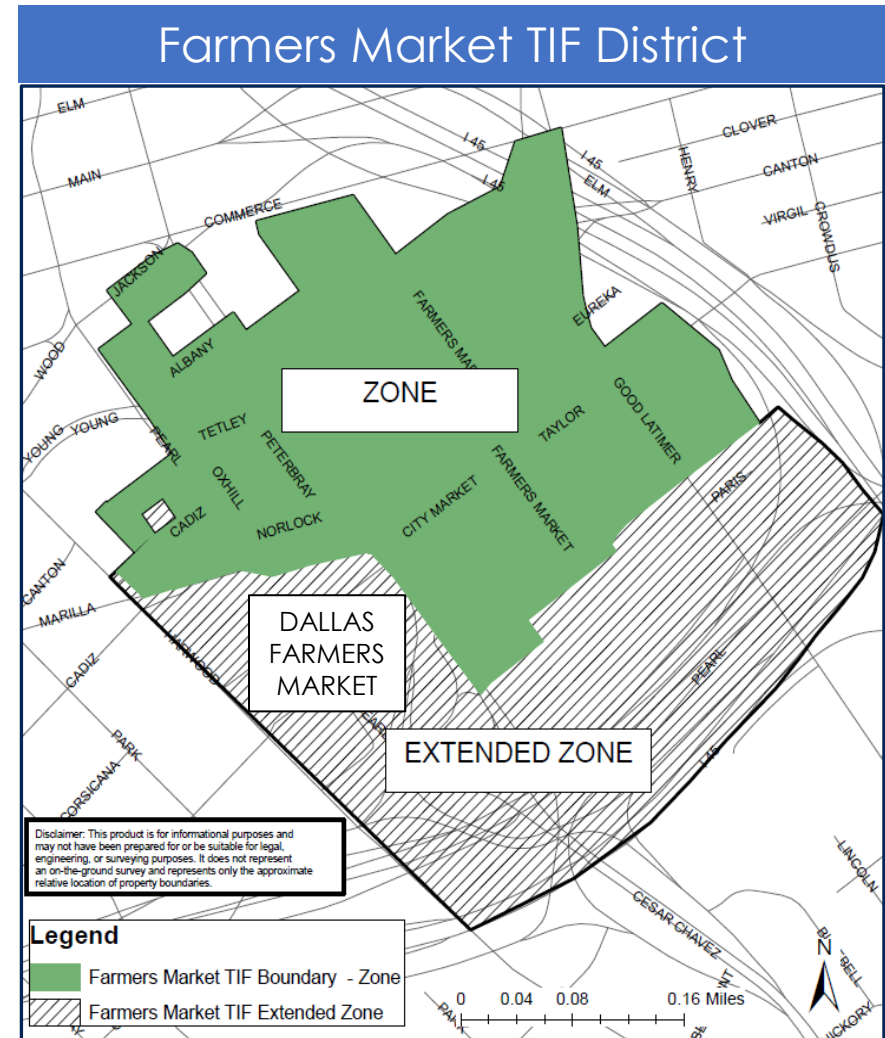 Farmers Market TIF District
ELM
I 45
I 45
I 45
ELM
CLOVER
HENRY
CANTON
VIRGIL
CROWDUS
MAIN
COMMERCE
JACKSON
EUREKA
WOOD
ALBANY
ZONE
GOOD LATIMER
YOUNG
YOUNG
PEARL
TETLEY
PETERBRAY
TAYLOR
OXHILL
CITY MARKET
FARMERS MARKET
PARIS
CADIZ
NORLOCK
CANTON
MARILLA
HARWOOD
DALLAS
FARMERS
MARKET
CADIZ
PEARL
EXTENDED ZONE
PARK
I 45
CORSICANA
Disclaimer: This product is for informational purposes and
may not have been prepared for or be suitable for legal,
engineering, or surveying purposes. It does not represent
an on-the-ground survey and represents only the approximate
relative location of property boundaries.
LINCOLN
CESAR CHAVEZ
Legend
Farmers Market TIF Boundary - Zone
Farmers Market TIF Extended Zone
N
0 0.04 0.08 0.16 Miles